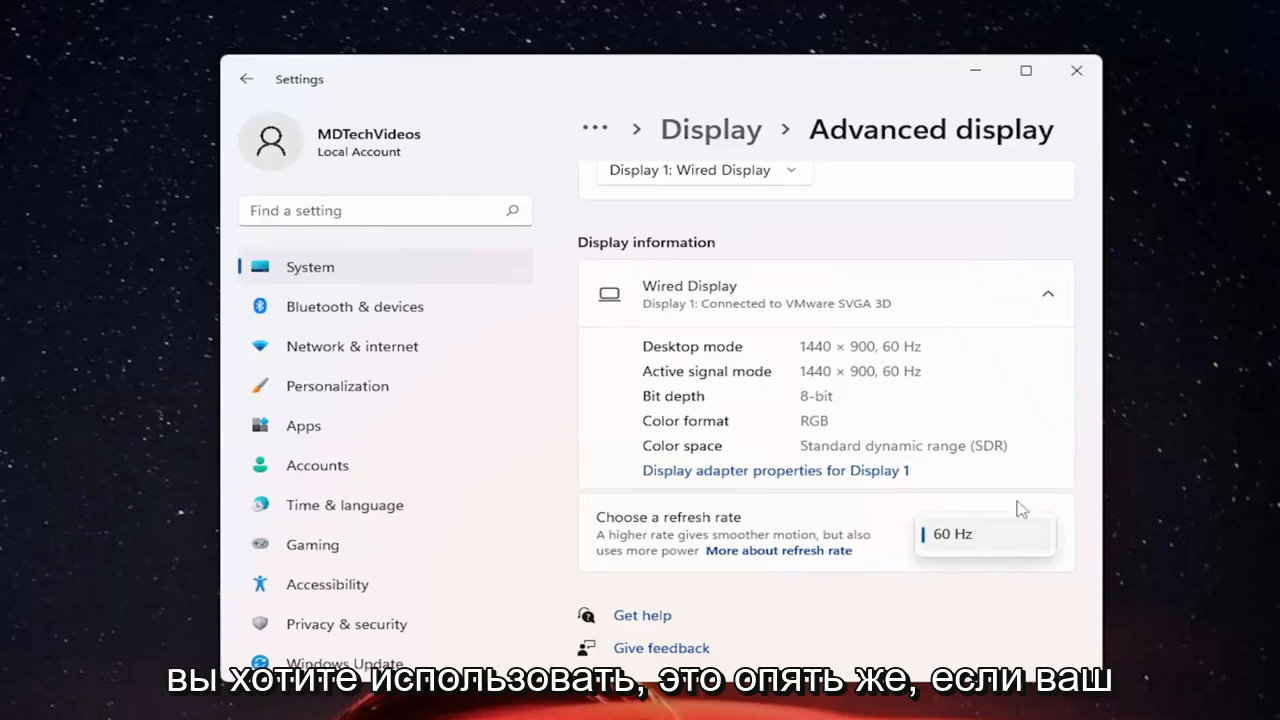 Settings
MDTechVideos
Local Account
Find a setting
System
Bluetooth & devices
Network & internet
Personalization
Apps
Accounts
Time & language
Gaming
Accessibility
Privacy & security
Windows Update
... > Display > Advanced display
Display 1: Wired Display
Display information
Wired Display
Display 1: Connected to VMware SVGA 3D
Desktop mode 1440 × 900, 60 Hz
Active signal mode 1440 × 900, 60 Hz
Bit depth 8-bit
Color format RGB
Color space Standard dynamic range (SDR)
Display adapter properties for Display 1
Choose a refresh rate
A higher rate gives smoother motion, but also
uses more power More about refresh rate
60 Hz
Get help
Give feedback
вы хотите использовать, это опять же, если ваш